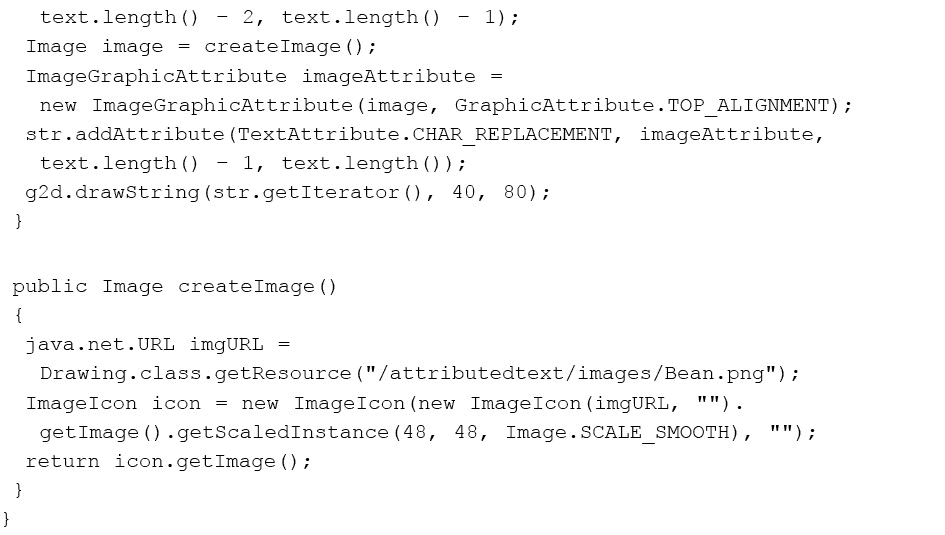 text.length() - 2, text.length() - 1);
Image image = createImage();
ImageGraphicAttribute imageAttribute =
new ImageGraphicAttribute(image, GraphicAttribute.TOP_ALIGNMENT);
str.addAttribute(TextAttribute.CHAR_REPLACEMENT, imageAttribute,
text.length() - 1, text.length());
g2d.drawString(str.getIterator(), 40, 80);
}
public Image createImage()
{
java.net.URL imgURL =
Drawing.class.getResource("/attributedtext/images/Bean.png");
ImageIcon icon = new ImageIcon(new ImageIcon(imgURL, "").
getImage().getScaledInstance(48, 48, Image.SCALE_SMOOTH), "");
return icon.getImage();
}
}